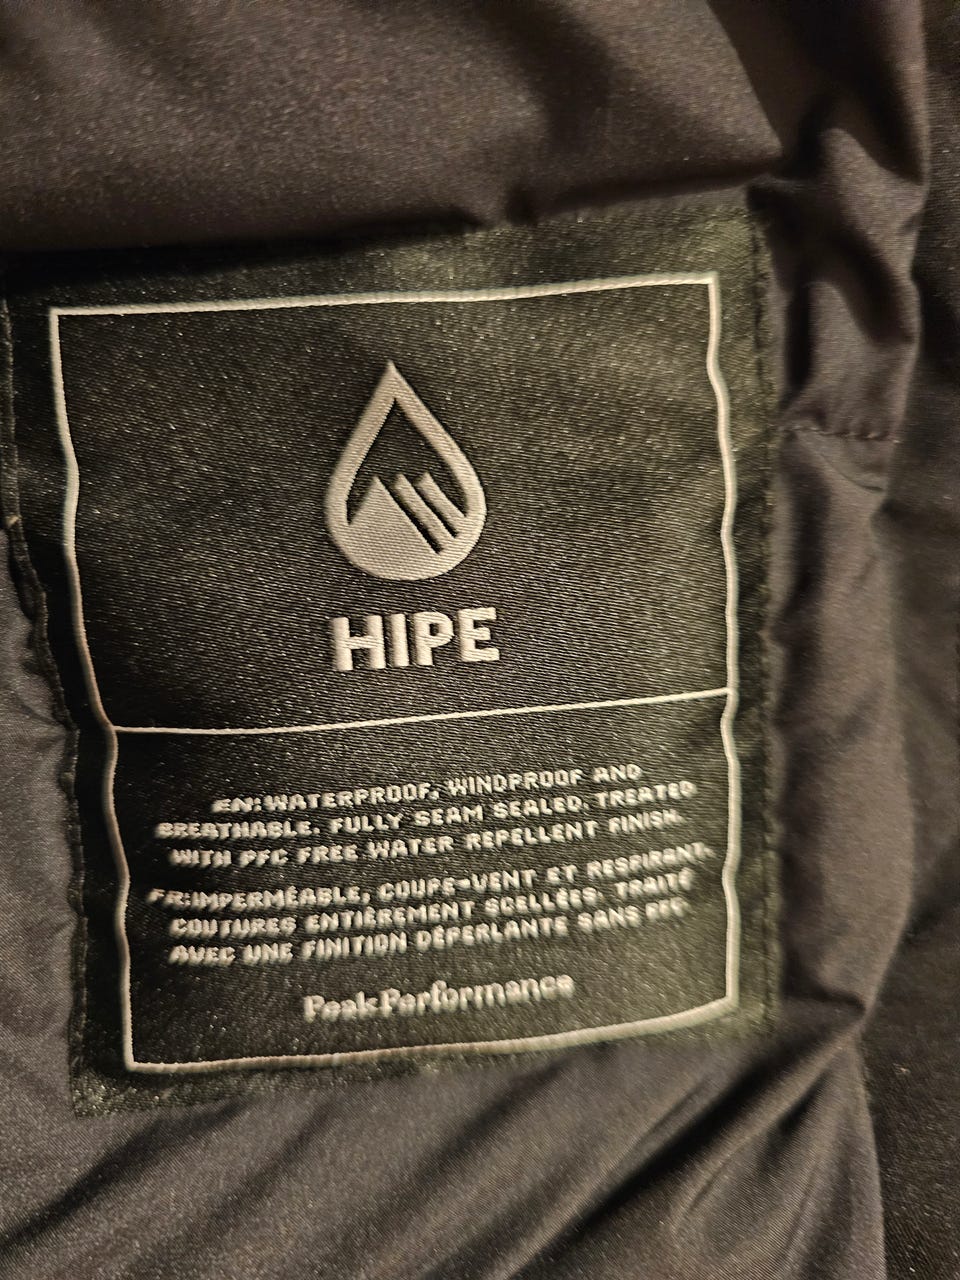 HIPE
EN: WATERPROOF, WINDPROOF AND
BREATHABLE. FULLY SEAM SEALED. TREATED
WITH PFC FREE WATER REPELLENT FINISH.
FR: IMPERMÉABLE, COUPE-VENT ET RESPIRANT.
COUTURES ENTIÈREMENT SCELLÉES. TRAITÉ
AVEC UNE FINITION DÉPERLANTE SANS PFC.
PeakPerformance